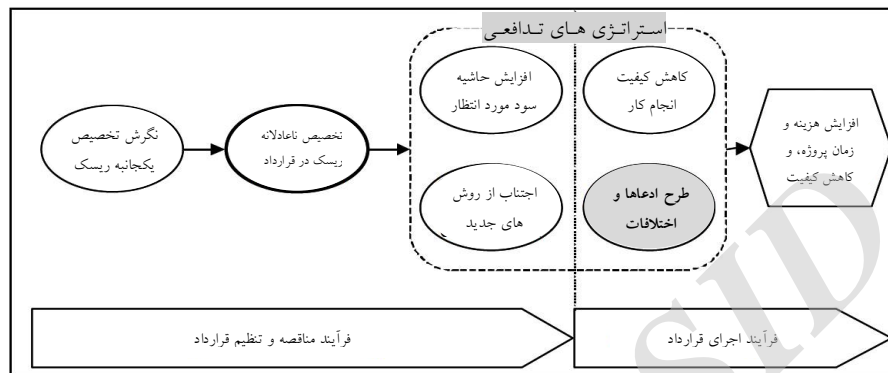 استراتژی های تدافعی
نگرش تخصیص
یکجانبه ریسک
تخصیص ناعادلانه
ریسک در قرارداد
افزایش حاشیه
سود مورد انتظار
اجتناب از روش
های جدید
کاهش کیفیت
انجام کار
طرح ادعاها و
اختلافات
افزایش هزینه و
زمان پروژه، و
کاهش کیفیت
فرآیند مناقصه و تنظیم قرارداد
فرآیند اجرای قرارداد
SID